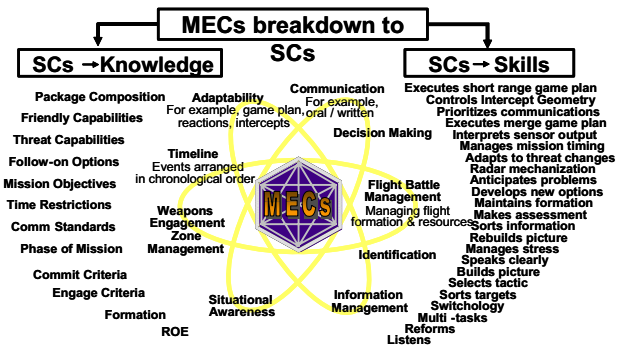 MECs breakdown to
SCs
SCs → Knowledge
SCs → Skills
Package Composition
Friendly Capabilities
Threat Capabilities
Follow-on Options
Mission Objectives
Time Restrictions
Comm Standards
Phase of Mission
Commit Criteria
Engage Criteria
Formation
ROE
Adaptability
For example, game plan,
reactions, intercepts
Communication
For example,
oral / written
Decision Making
Timeline
Events arranged
in chronological order
MECs
Flight Battle
Management
Managing flight
formation & resources
Weapons
Engagement
Zone
Management
Identification
Situational
Awareness
Information
Management
Executes short range game plan
Controls Intercept Geometry
Prioritizes communications
Executes merge game plan
Interprets sensor output
Manages mission timing
Adapts to threat changes
Radar mechanization
Anticipates problems
Develops new options
Maintains formation
Makes assessment
Sorts information
Rebuilds picture
Manages stress
Speaks clearly
Builds picture
Selects tactic
Sorts targets
Switchology
Multi -tasks
Reforms
Listens